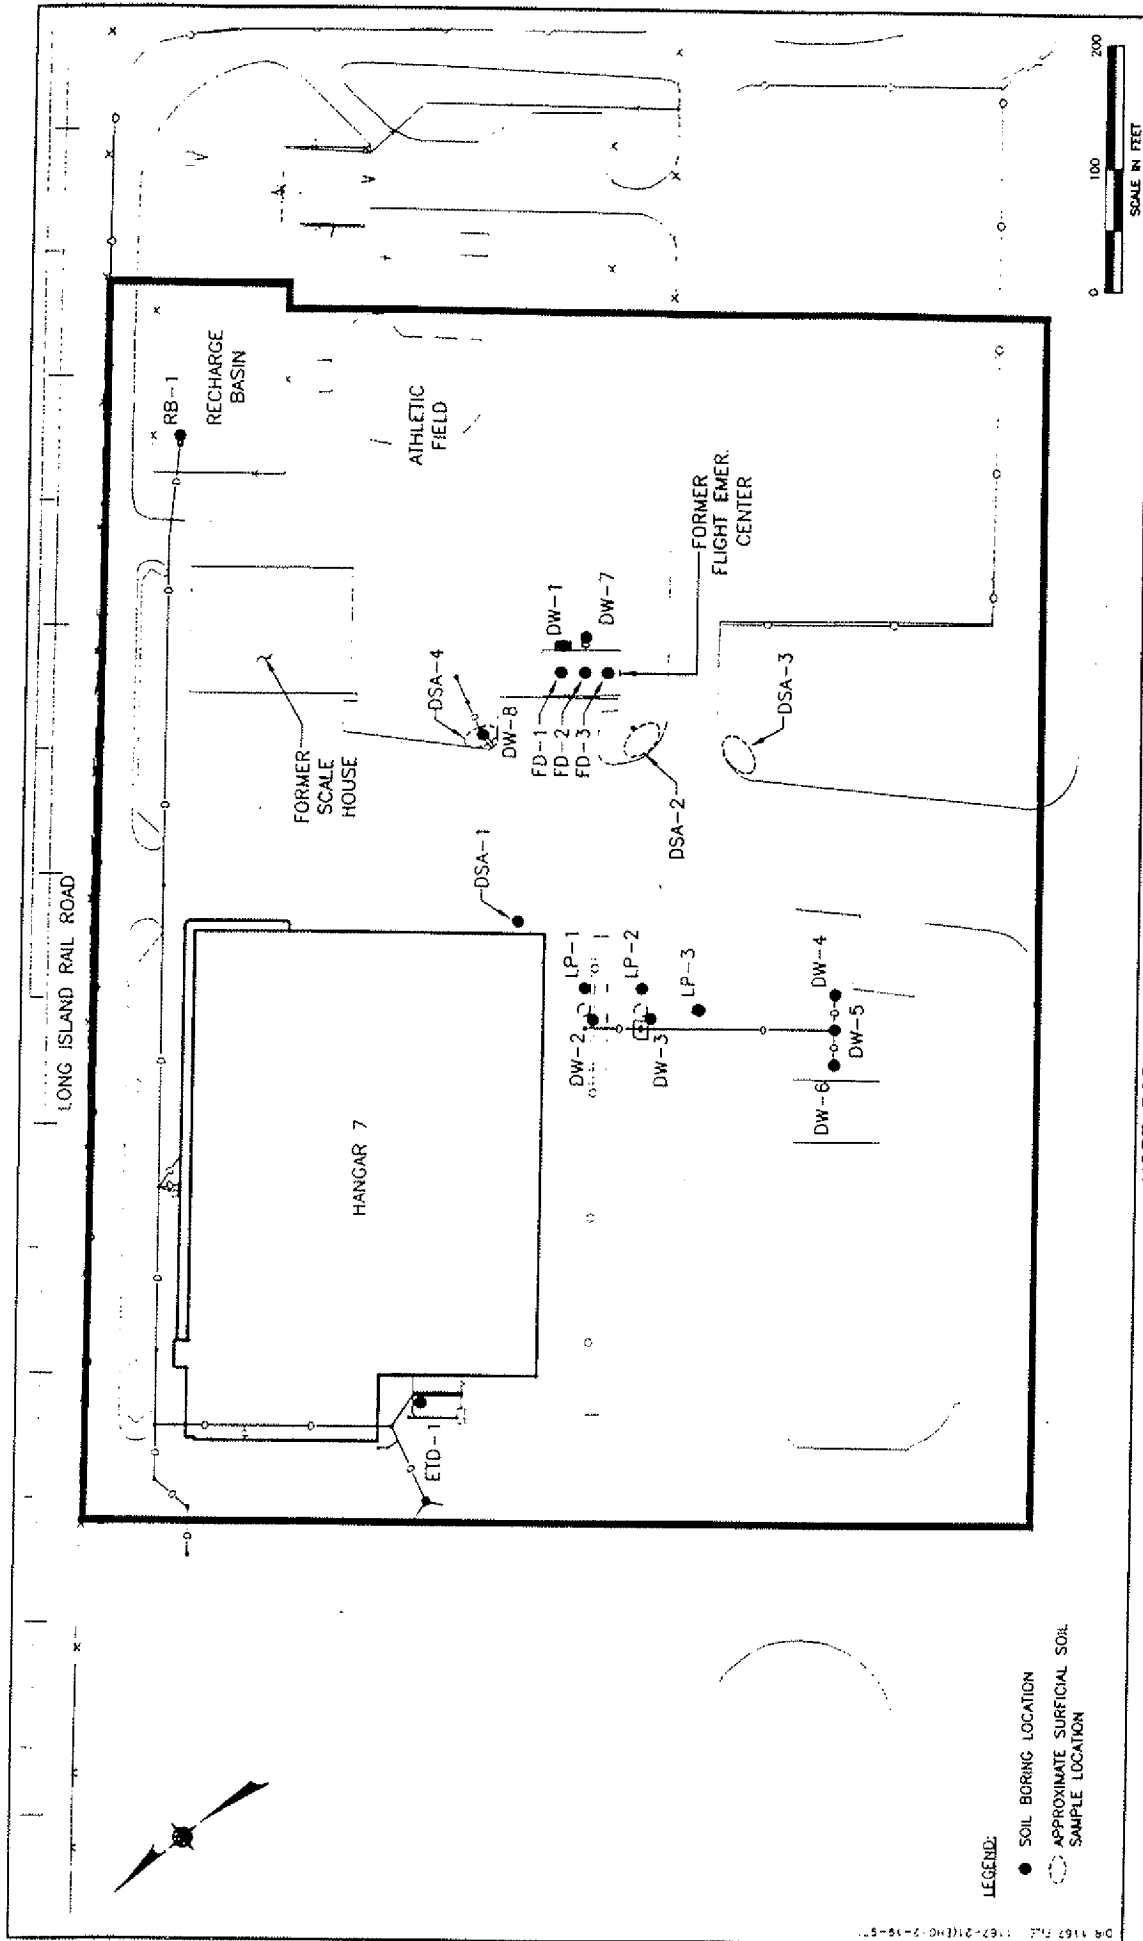 LONG ISLAND RAIL ROAD
RB-1
RECHARGE
BASIN
ATHLETIC
FIELD
FORMER
SCALE
HOUSE
DSA-4
DW-8
DW-1
DW-7
FD-1
FD-2
FD-3
FORMER
FLIGHT EMER.
CENTER
DSA-2
DSA-3
DSA-1
HANGAR 7
LP-1
LP-2
LP-3
DW-2
DW-3
DW-4
DW-5
DW-6
ETD-1
0
100
200
SCALE IN FEET
LEGEND:
SOIL BORING LOCATION
APPROXIMATE SURFICIAL SOIL
SAMPLE LOCATION